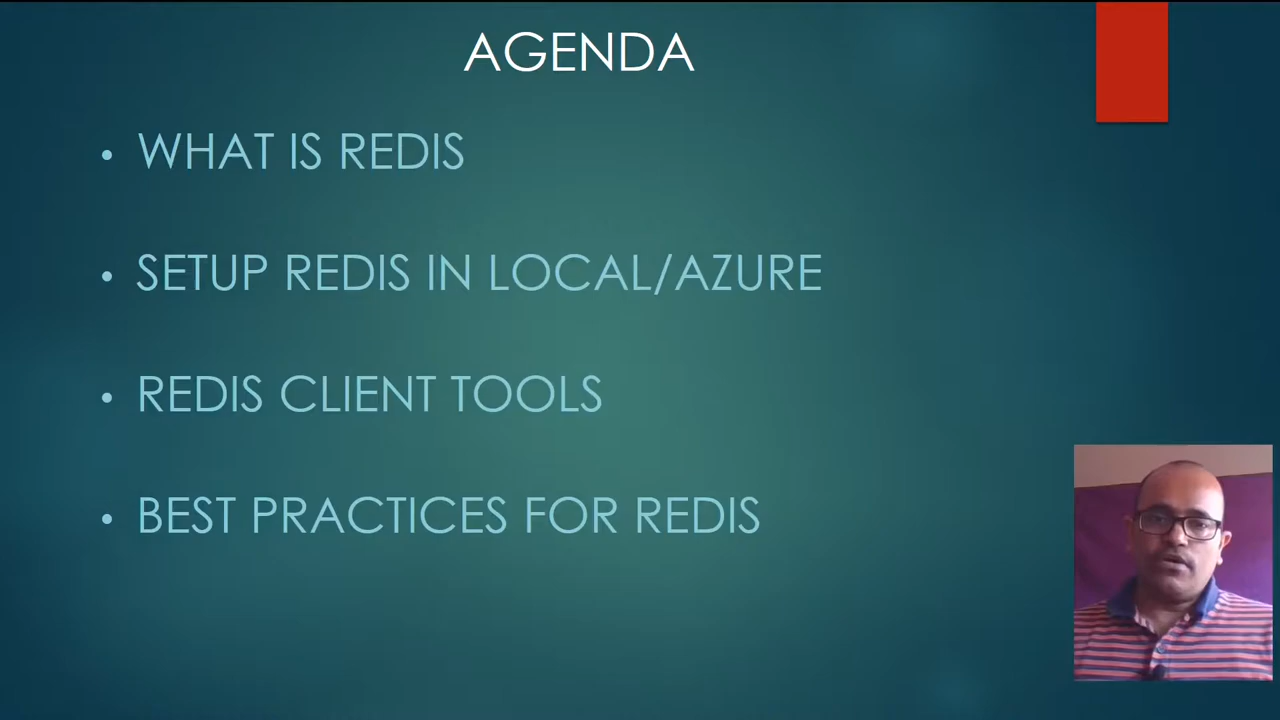 AGENDA
• WHAT IS REDIS
• SETUP REDIS IN LOCAL/AZURE
• REDIS CLIENT TOOLS
• BEST PRACTICES FOR REDIS